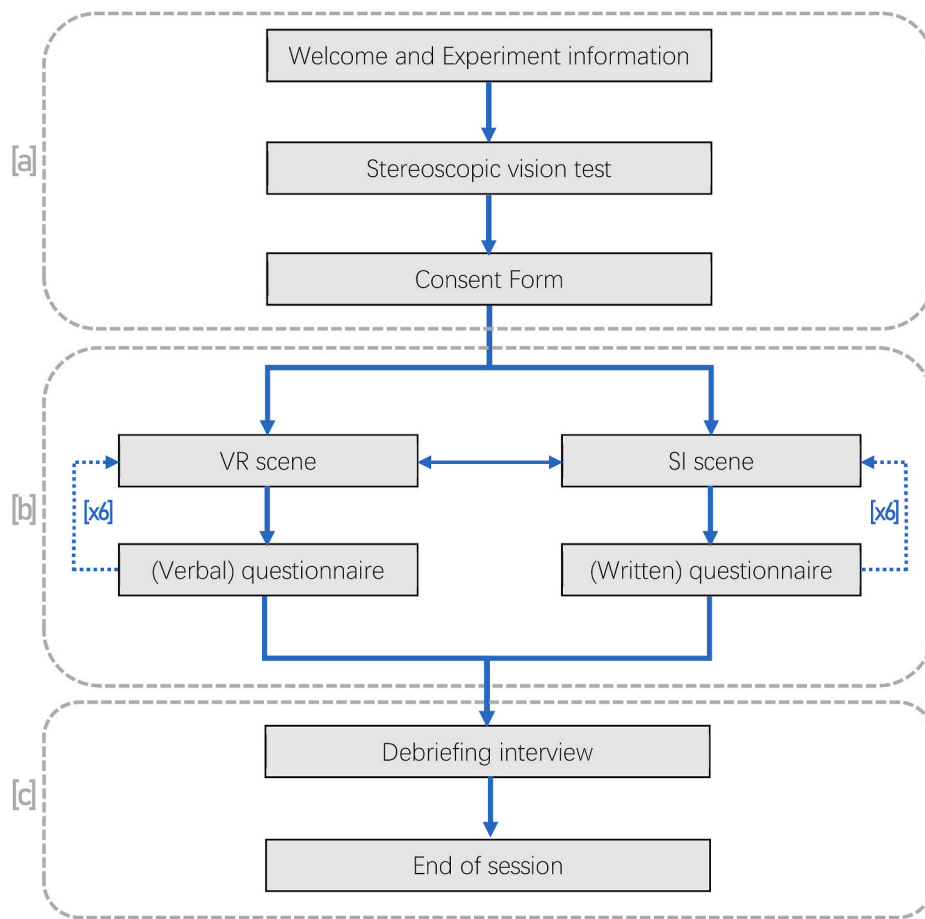 Welcome and Experiment information
[a]
Stereoscopic vision test
Consent Form
VR scene
SI scene
[b]
[x6]
[x6]
(Verbal) questionnaire
(Written) questionnaire
Debriefing interview
[c]
End of session